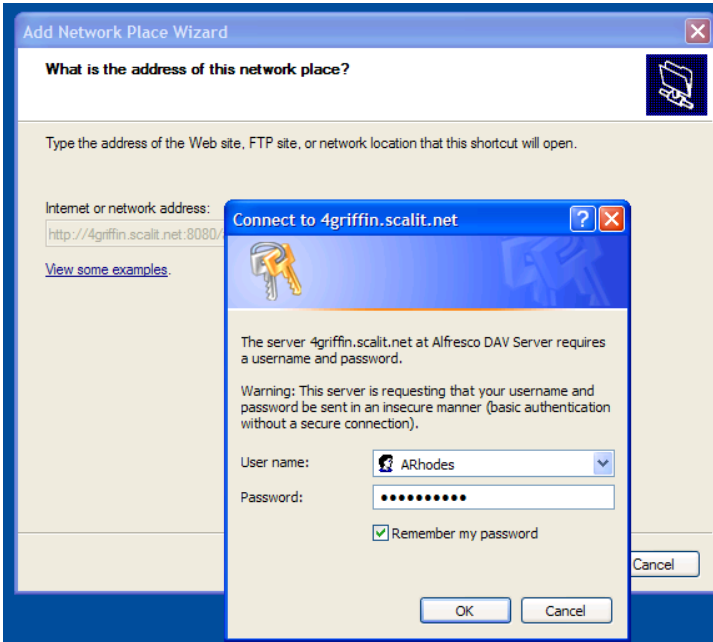 Add Network Place Wizard
What is the address of this network place?
Type the address of the Web site, FTP site, or network location that this shortcut will open.
Internet or network address:
http://4griffin.scalit.net:8080/
View some examples.
Connect to 4griffin.scalit.net
The server 4griffin.scalit.net at Alfresco DAV Server requires
a username and password.
Warning: This server is requesting that your username and
password be sent in an insecure manner (basic authentication
without a secure connection).
User name:
ARhodes
Password:
Remember my password
OK
Cancel
Cancel